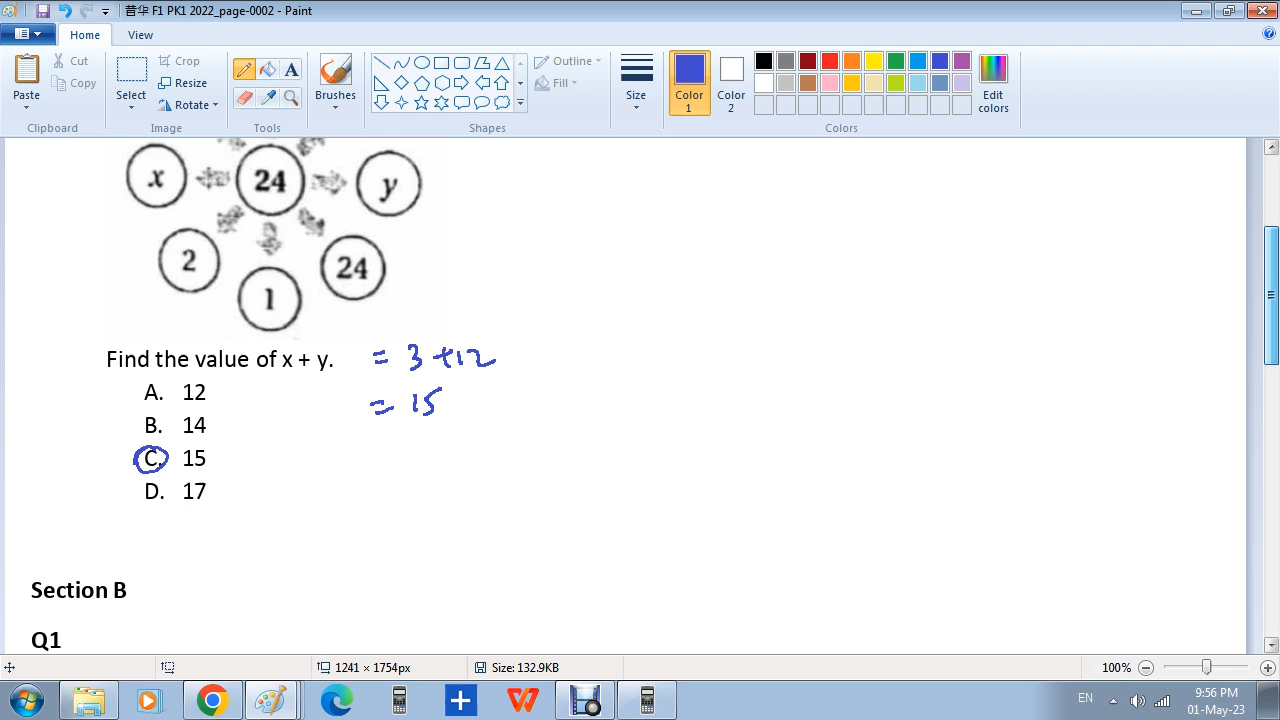 昔华 F1 PK1 2022_page-0002 - Paint
Home View
Paste Cut Copy
Select Crop Resize Rotate
A
Brushes
Outline Fill
Size
Color 1
Color 2
Edit colors
Clipboard Image Tools Shapes Colors
x 24 y
2 24
1
Find the value of x + y. = 3 + 12
A. 12
= 15
B. 14
C. 15
D. 17
Section B
Q1
1241 × 1754px Size: 132.9KB 100%
EN 9:56 PM
01-May-23